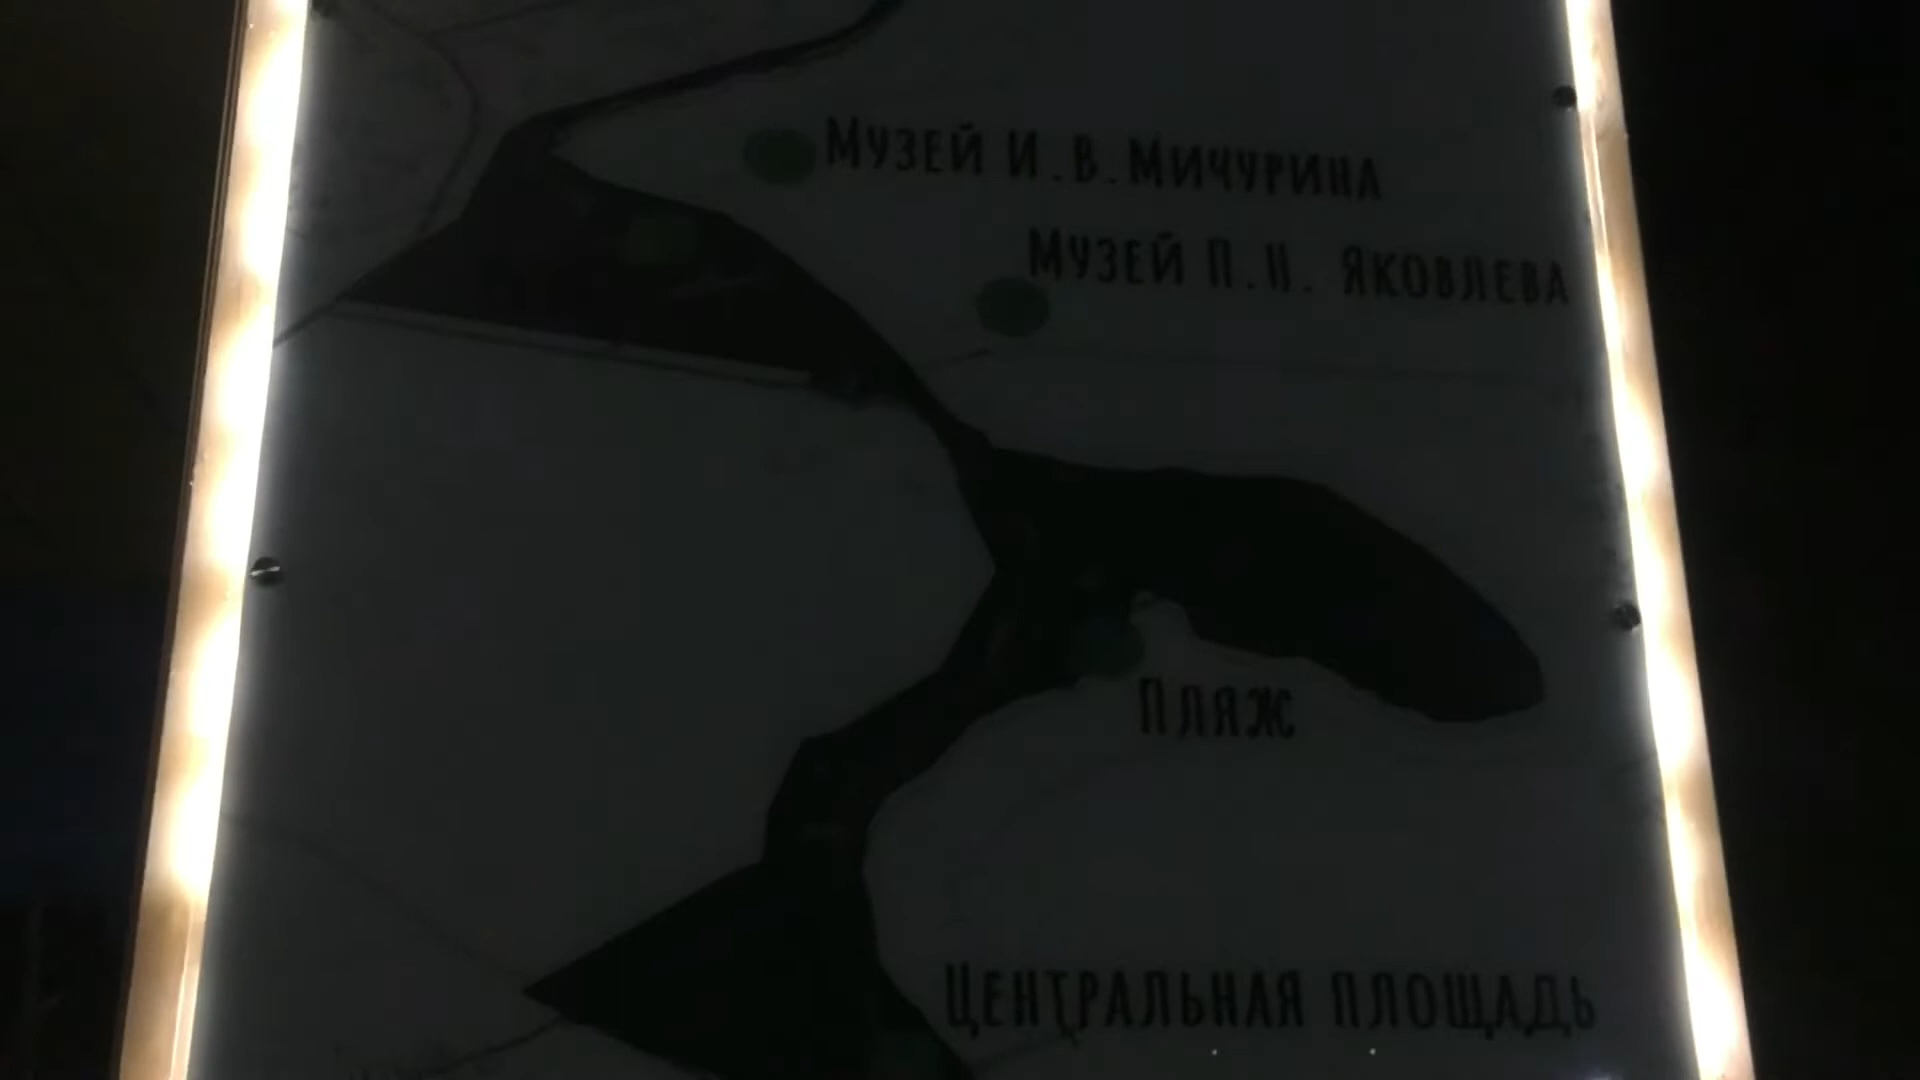 Музей И.В.Мичурина
Музей П.П. Яковлева
Пляж
Центральная площадь